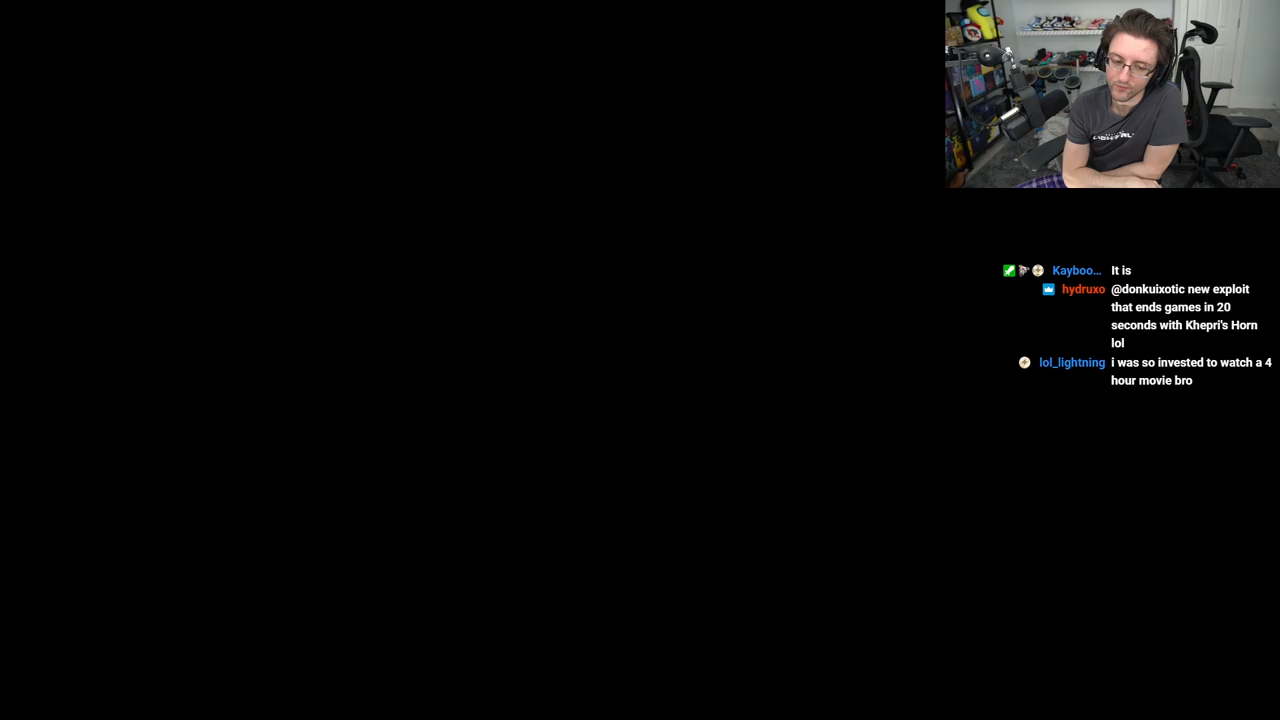 Kayboo... It is
hydruxo @donkuixotic new exploit
that ends games in 20
seconds with Khepri's Horn
lol
lol_lightning i was so invested to watch a 4
hour movie bro